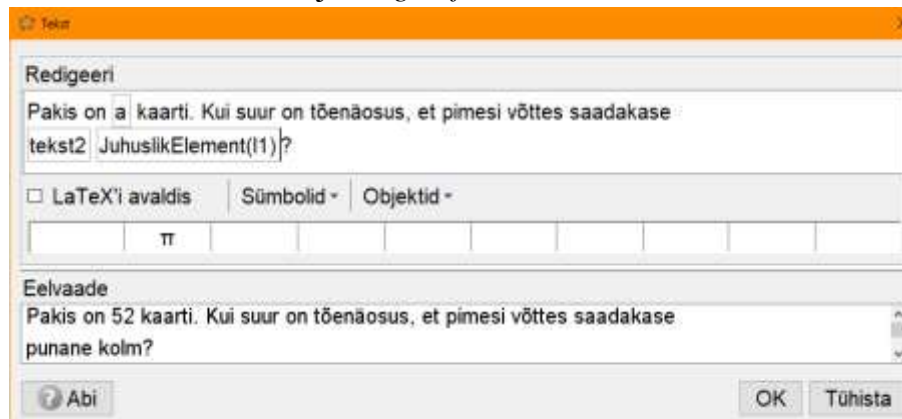 Tekst
Redigeeri
Pakis on a kaarti. Kui suur on tõenäosus, et pimesi võttes saadakase
tekst2 JuhuslikElement(l1)?
LaTeX'i avaldis Sümbolid Objektid
π
Eelvaade
Pakis on 52 kaarti. Kui suur on tõenäosus, et pimesi võttes saadakase
punane kolm?
Abi OK Tühista